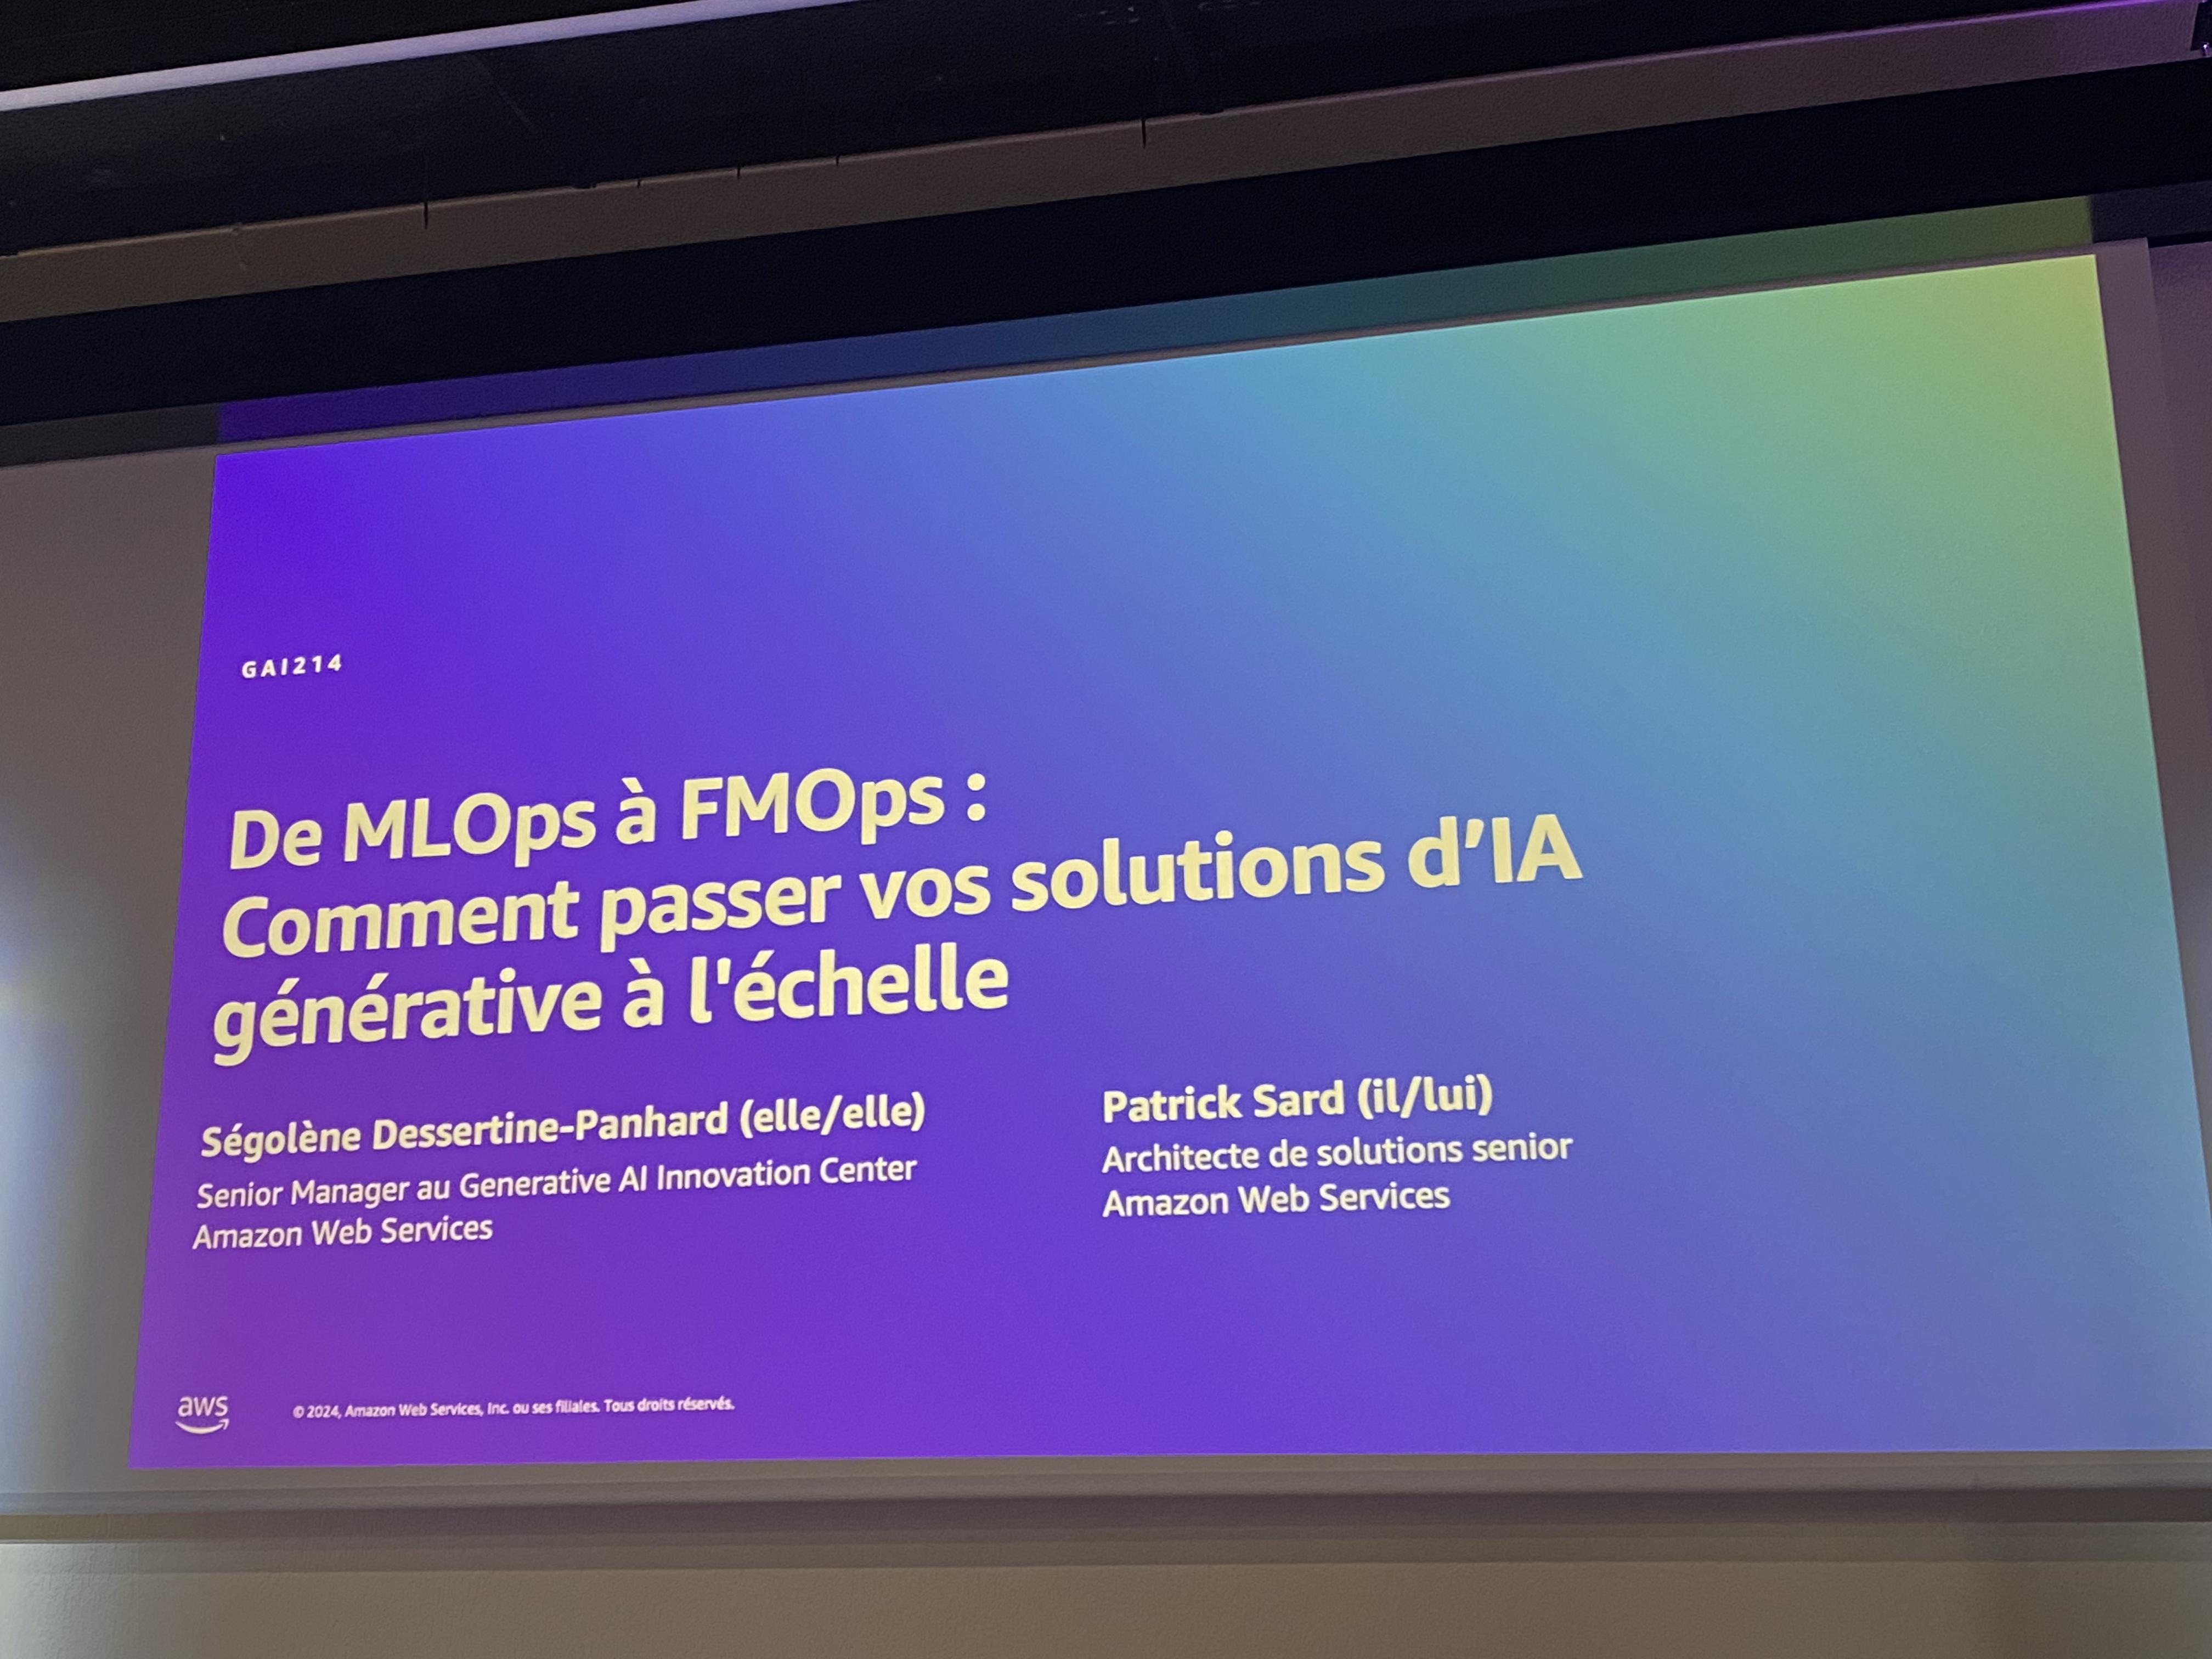 GAI214
De MLOps à FMOps :
Comment passer vos solutions d’IA
générative à l'échelle
Ségolène Dessertine-Panhard (elle/elle)
Senior Manager au Generative AI Innovation Center
Amazon Web Services
Patrick Sard (il/lui)
Architecte de solutions senior
Amazon Web Services
aws
© 2024, Amazon Web Services, Inc. ou ses filiales. Tous droits réservés.